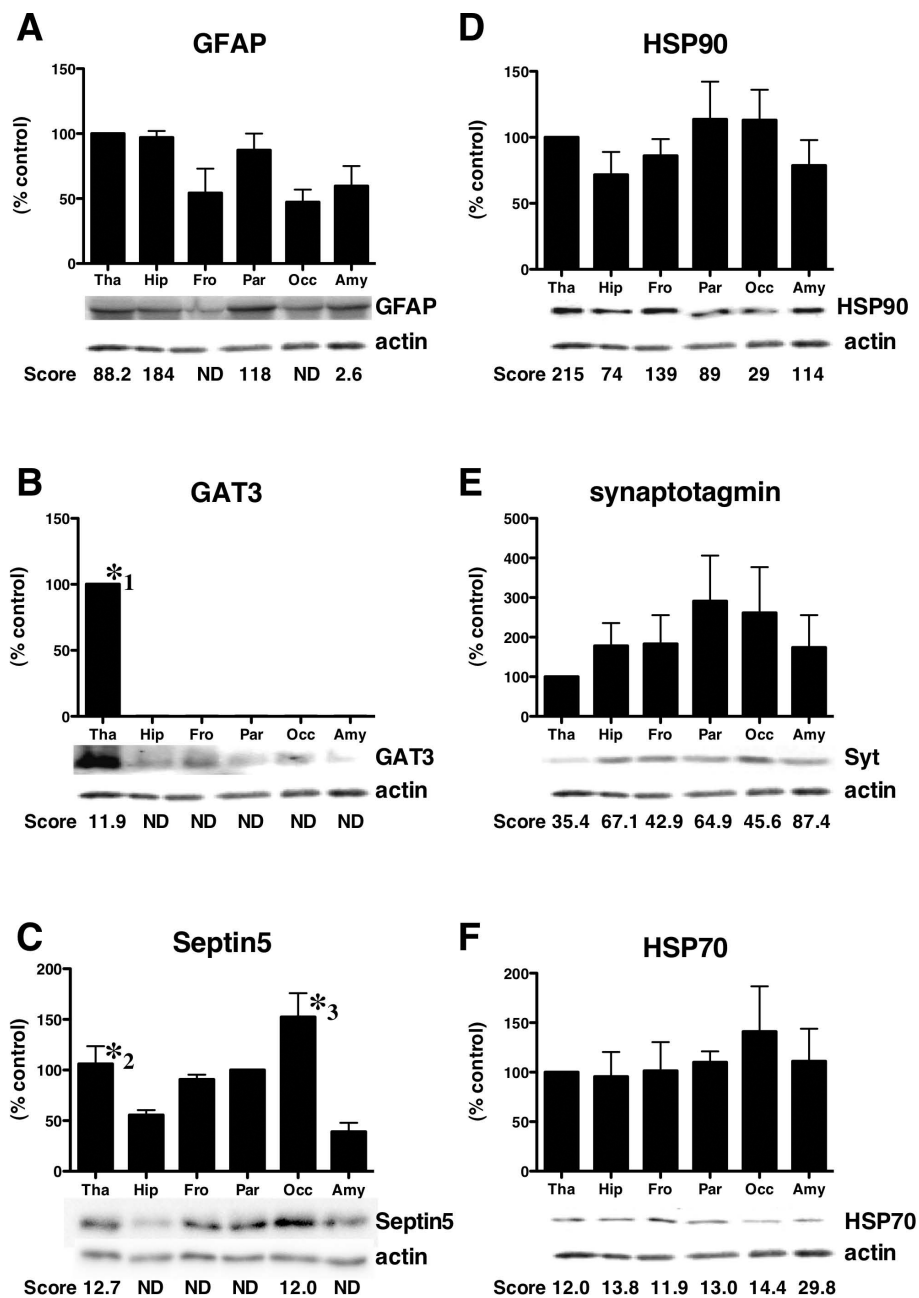 A
GFAP
(% control)
150
100
50
0
Tha Hip Fro Par Occ Amy
GFAP
actin
Score 88.2 184 ND 118 ND 2.6
D
HSP90
(% control)
150
100
50
0
Tha Hip Fro Par Occ Amy
HSP90
actin
Score 215 74 139 89 29 114
B
GAT3
(% control)
150
100
50
0
*1
Tha Hip Fro Par Occ Amy
GAT3
actin
Score 11.9 ND ND ND ND ND
E
synaptotagmin
(% control)
500
400
300
200
100
0
Tha Hip Fro Par Occ Amy
Syt
actin
Score 35.4 67.1 42.9 64.9 45.6 87.4
C
Septin5
(% control)
200
150
100
50
0
*2
*3
Tha Hip Fro Par Occ Amy
Septin5
actin
Score 12.7 ND ND ND 12.0 ND
F
HSP70
(% control)
200
150
100
50
0
Tha Hip Fro Par Occ Amy
HSP70
actin
Score 12.0 13.8 11.9 13.0 14.4 29.8